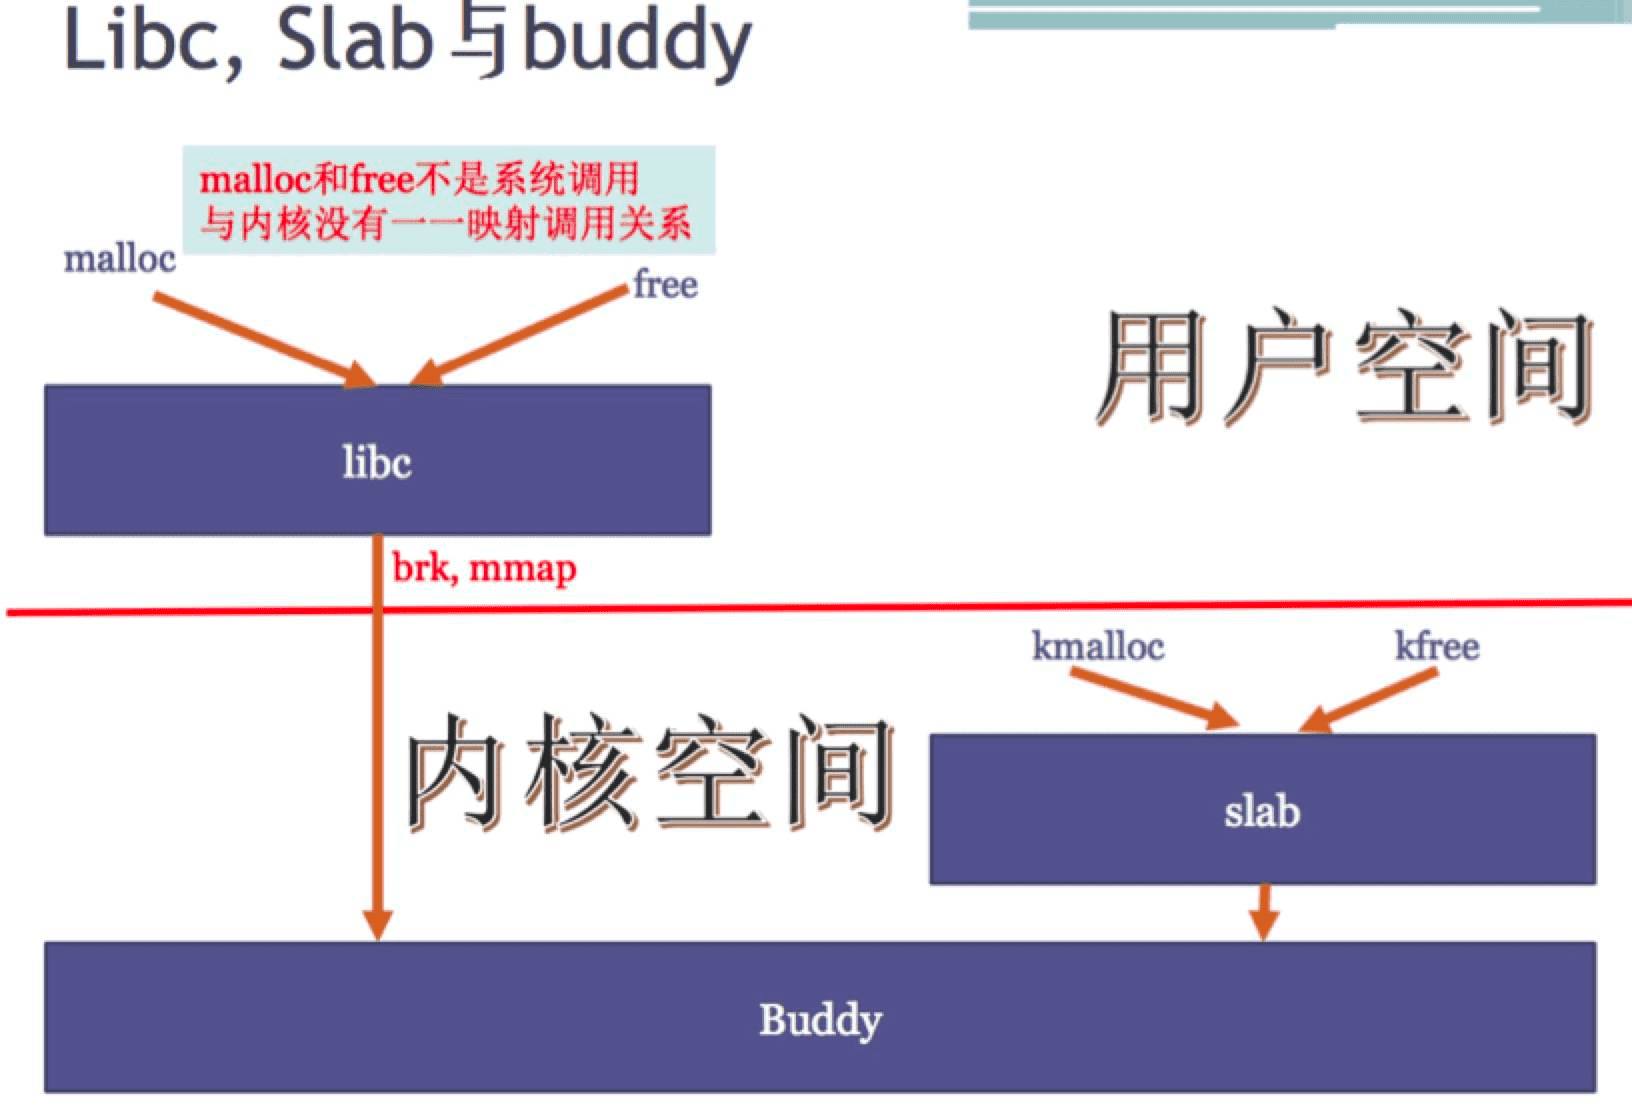 Libc, Slab与buddy
malloc和free不是系统调用
与内核没有一一映射调用关系
malloc
free
用户空间
libc
brk, mmap
kmalloc
kfree
内核空间
slab
Buddy